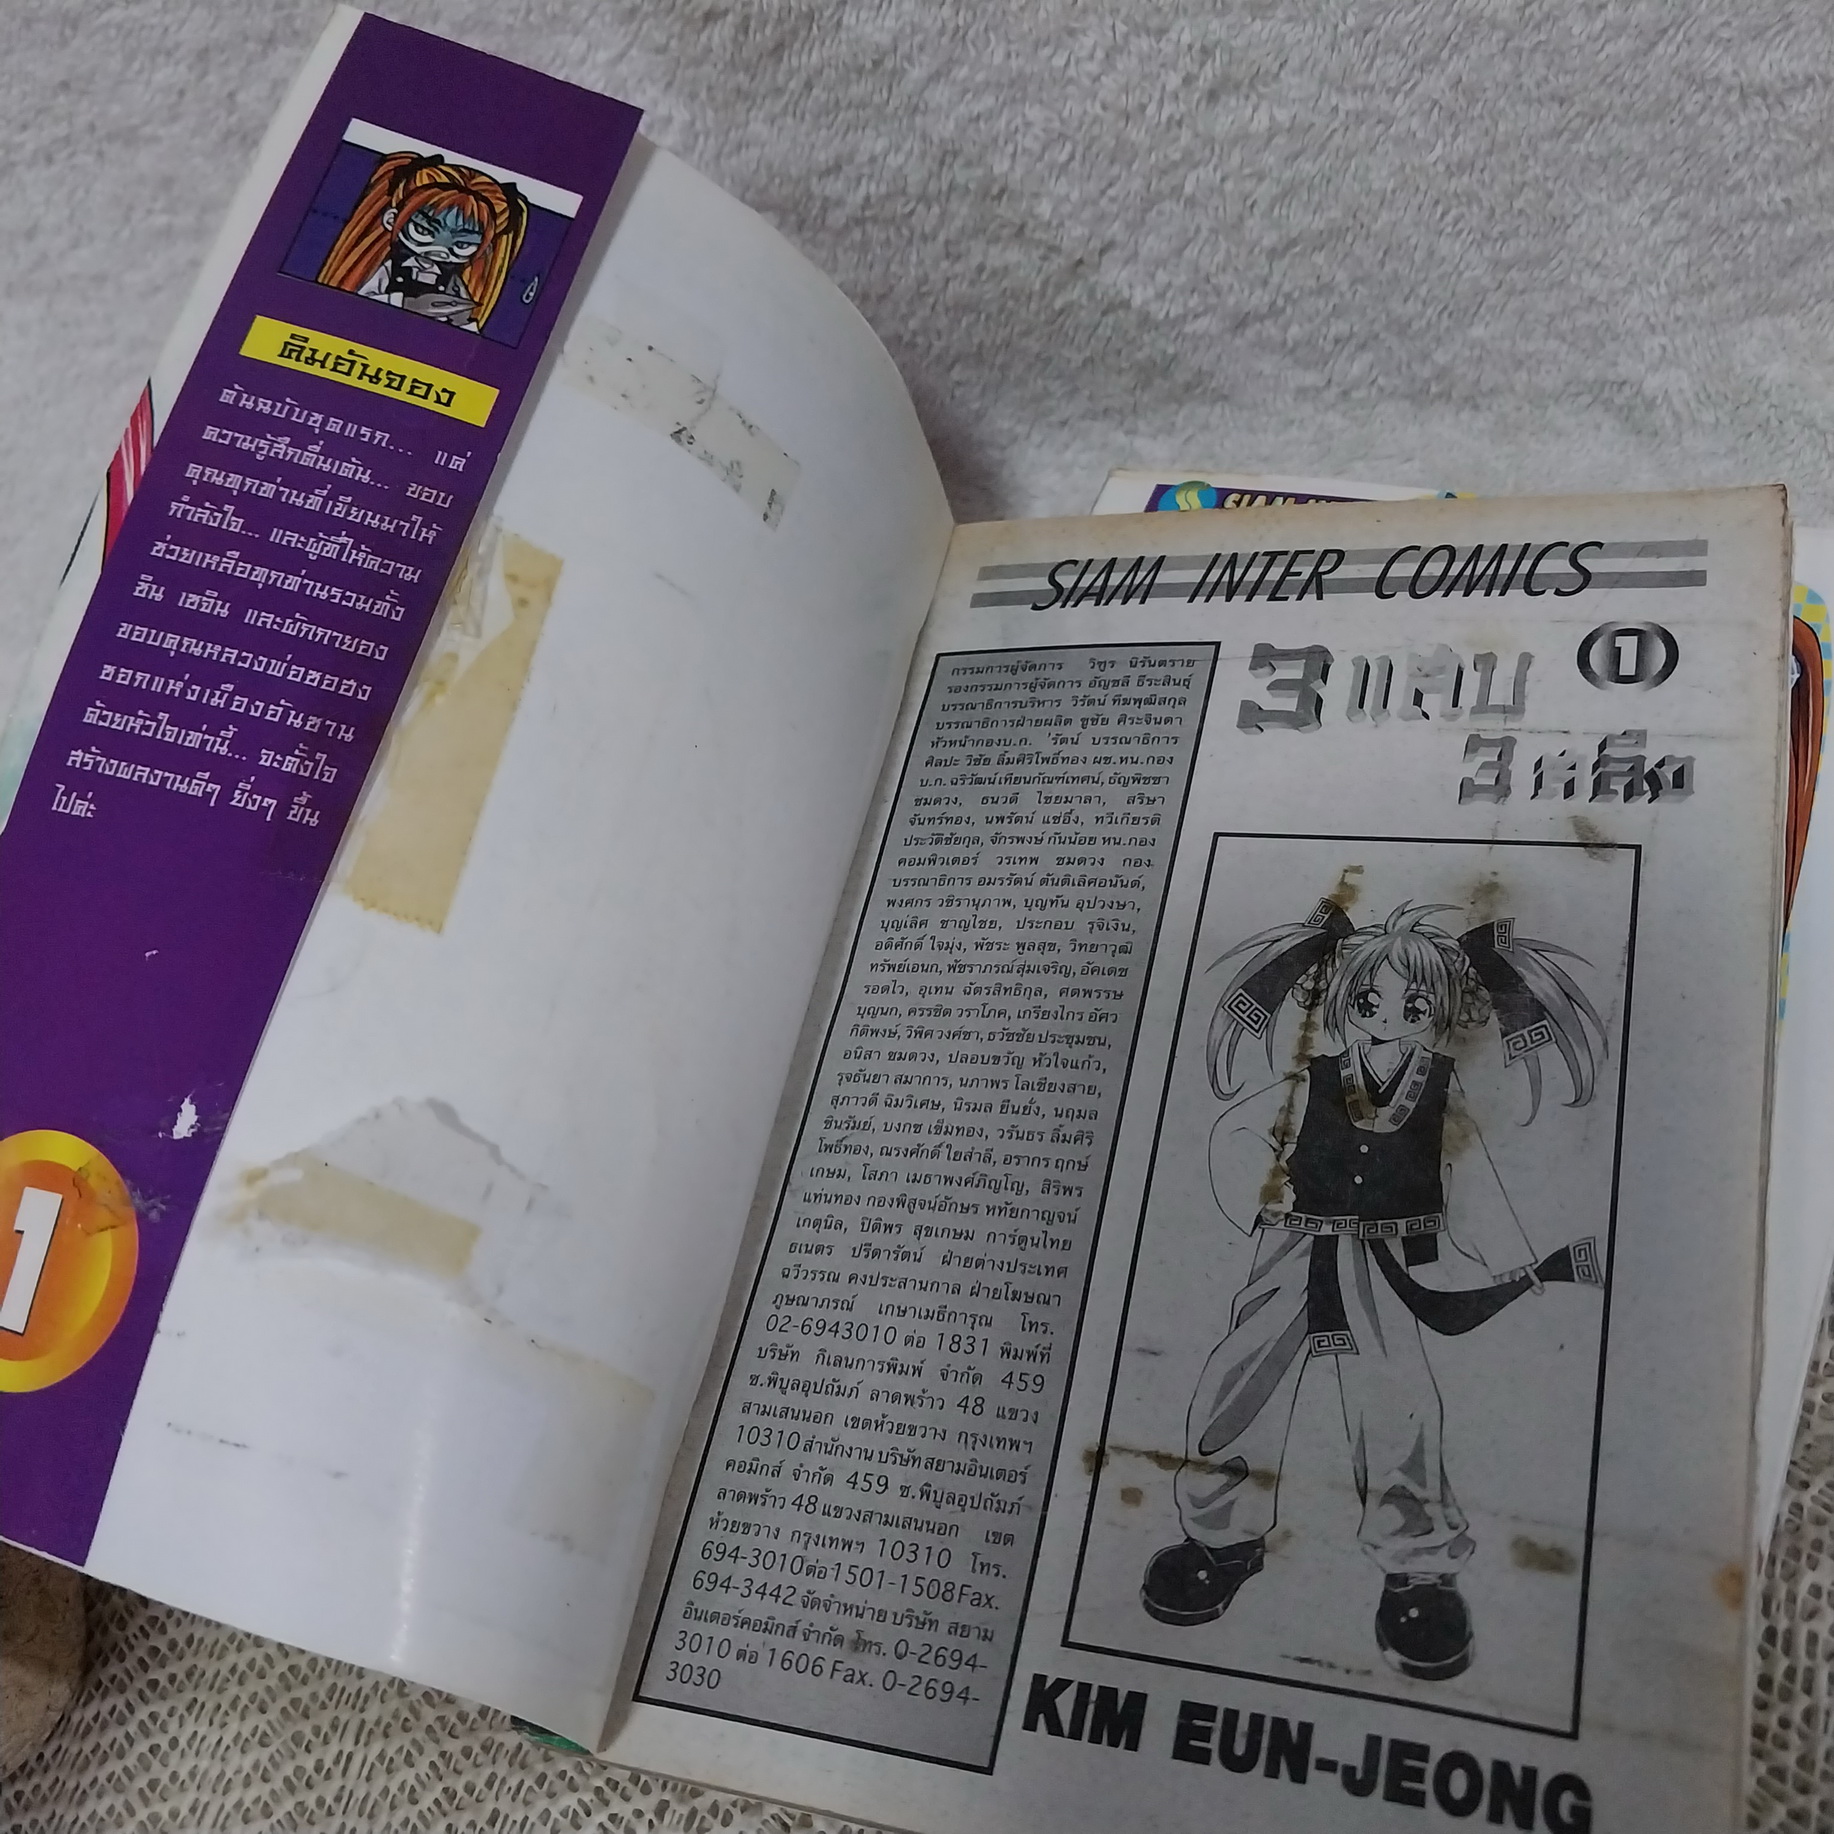 คิมอันจอง
ต้นฉบับชุดแรก... แค่
ความรู้สึกตื่นเต้น... ขอบ
คุณทุกท่านที่เขียนมาให้
กำลังใจ... และผู้ที่ให้ความ
ช่วยเหลือทุกท่านรวมทั้ง
ชิน เซจิน และผักกายอง
ขอบคุณหลวงพ่อชอฮง
ซอกแห่งเมืองอันซาน
ด้วยหัวใจเท่านี้... จะตั้งใจ
สร้างผลงานดีๆ ยิ่งๆ ขึ้น
ไปค่ะ
1
SIAM INTER COMICS
3 แสบ
1
3 หลึง
กรรมการผู้จัดการ วิฑูร นิรันตราย
รองกรรมการผู้จัดการ อัญชลี ธีระสินธุ์
บรรณาธิการบริหาร วิรัตน์ ทีฆพุฒิสกุล
บรรณาธิการฝ่ายผลิต ชูชัย ศิระจินดา
หัวหน้ากองบ.ก. 'รัตน์ บรรณาธิการ
ศิลปะ วิชัย ลิ้มศิริโพธิ์ทอง ผช.หน.กอง
บ.ก. ฉริวัฒน์ เทียนกัณฑ์เทศน์, ธัญพิชชา
ชมดวง, ธนวดี ไชยมาลา, สริษา
จันทร์ทอง, นพรัตน์ แซ่อึ้ง, ทวีเกียรติ
ประวัติชัยกุล, จักรพงษ์ กันน้อย หน.กอง
คอมพิวเตอร์ วรเทพ ชมดวง กอง
บรรณาธิการ อมรรัตน์ ตันติเลิศอนันต์,
พงศกร วชิรานุภาพ, บุญทัน อุปวงษา,
บุญเลิศ ชาญไชย, ประกอบ รุจิเงิน,
อดิศักดิ์ ใจมุ่ง, พัชระ พูลสุข, วิทยาวุฒิ
ทรัพย์เอนก, พัชราภรณ์ สุ่มเจริญ, อัคเดช
รอดไว, อุเทน ฉัตรสิทธิกุล, ศตพรรษ
บุญนก, ครรชิต วราโภค, เกรียงไกร อัศว
กิติพงษ์, วิพิศ วงศ์ชา, ธวัชชัย ประชุมชน,
อนิสา ชมดวง, ปลอบขวัญ หัวใจแก้ว,
รุจธันยา สมาการ, นภาพร โลเชียงสาย,
สุภาวดี ฉิมวิเศษ, นิรมล ยืนยั่ง, นฤมล
ชินรัมย์, บงกช เข็มทอง, วรันธร ลิ้มศิริ
โพธิ์ทอง, ณรงศักดิ์ ใยสำลี, อรากร ฤกษ์
เกษม, โสภา เมธาพงศ์ภิญโญ, สิริพร
แท่นทอง กองพิสูจน์อักษร หทัยกาญจน์
เกตุนิล, ปิติพร สุขเกษม การ์ตูนไทย
ธเนตร ปรีดารัตน์ ฝ่ายต่างประเทศ
ฉวีวรรณ คงประสานกาล ฝ่ายโฆษณา
ภูษณาภรณ์ เกษาเมธีการุณ โทร.
02-6943010 ต่อ 1831 พิมพ์ที่
บริษัท กิเลนการพิมพ์ จำกัด 459
ซ.พิบูลอุปถัมภ์ ลาดพร้าว 48 แขวง
สามเสนนอก เขตห้วยขวาง กรุงเทพฯ
10310 สำนักงาน บริษัท สยามอินเตอร์
คอมิกส์ จำกัด 459 ซ.พิบูลอุปถัมภ์
ลาดพร้าว 48 แขวงสามเสนนอก เขต
ห้วยขวาง กรุงเทพฯ 10310 โทร.
694-3010 ต่อ 1501-1508 Fax.
694-3442 จัดจำหน่าย บริษัท สยาม
อินเตอร์คอมิกส์ จำกัด โทร. 0-2694-
3010 ต่อ 1606 Fax. 0-2694-
3030
KIM EUN-JEONG